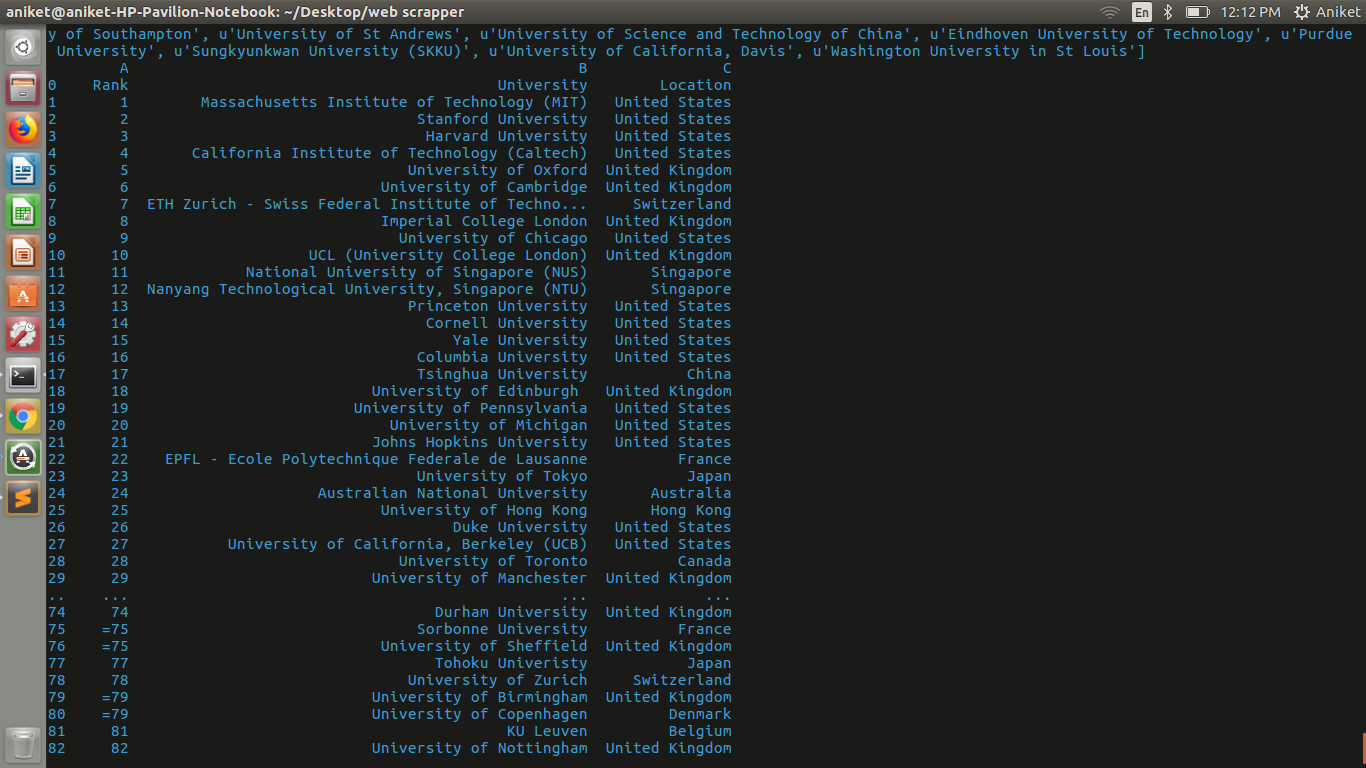 aniket@aniket-HP-Pavilion-Notebook: ~/Desktop/web scrapper En 12:12 PM Aniket
y of Southampton', u'University of St Andrews', u'University of Science and Technology of China', u'Eindhoven University of Technology', u'Purdue
University', u'Sungkyunkwan University (SKKU)', u'University of California, Davis', u'Washington University in St Louis']
A B C
0 Rank University Location
1 1 Massachusetts Institute of Technology (MIT) United States
2 2 Stanford University United States
3 3 Harvard University United States
4 4 California Institute of Technology (Caltech) United States
5 5 University of Oxford United Kingdom
6 6 University of Cambridge United Kingdom
7 7 ETH Zurich - Swiss Federal Institute of Techno... Switzerland
8 8 Imperial College London United Kingdom
9 9 University of Chicago United States
10 10 UCL (University College London) United Kingdom
11 11 National University of Singapore (NUS) Singapore
12 12 Nanyang Technological University, Singapore (NTU) Singapore
13 13 Princeton University United States
14 14 Cornell University United States
15 15 Yale University United States
16 16 Columbia University United States
17 17 Tsinghua University China
18 18 University of Edinburgh United Kingdom
19 19 University of Pennsylvania United States
20 20 University of Michigan United States
21 21 Johns Hopkins University United States
22 22 EPFL - Ecole Polytechnique Federale de Lausanne France
23 23 University of Tokyo Japan
24 24 Australian National University Australia
25 25 University of Hong Kong Hong Kong
26 26 Duke University United States
27 27 University of California, Berkeley (UCB) United States
28 28 University of Toronto Canada
29 29 University of Manchester United Kingdom
.. ... ... ...
74 74 Durham University United Kingdom
75 =75 Sorbonne University France
76 =75 University of Sheffield United Kingdom
77 77 Tohoku Univeristy Japan
78 78 University of Zurich Switzerland
79 =79 University of Birmingham United Kingdom
80 =79 University of Copenhagen Denmark
81 81 KU Leuven Belgium
82 82 University of Nottingham United Kingdom